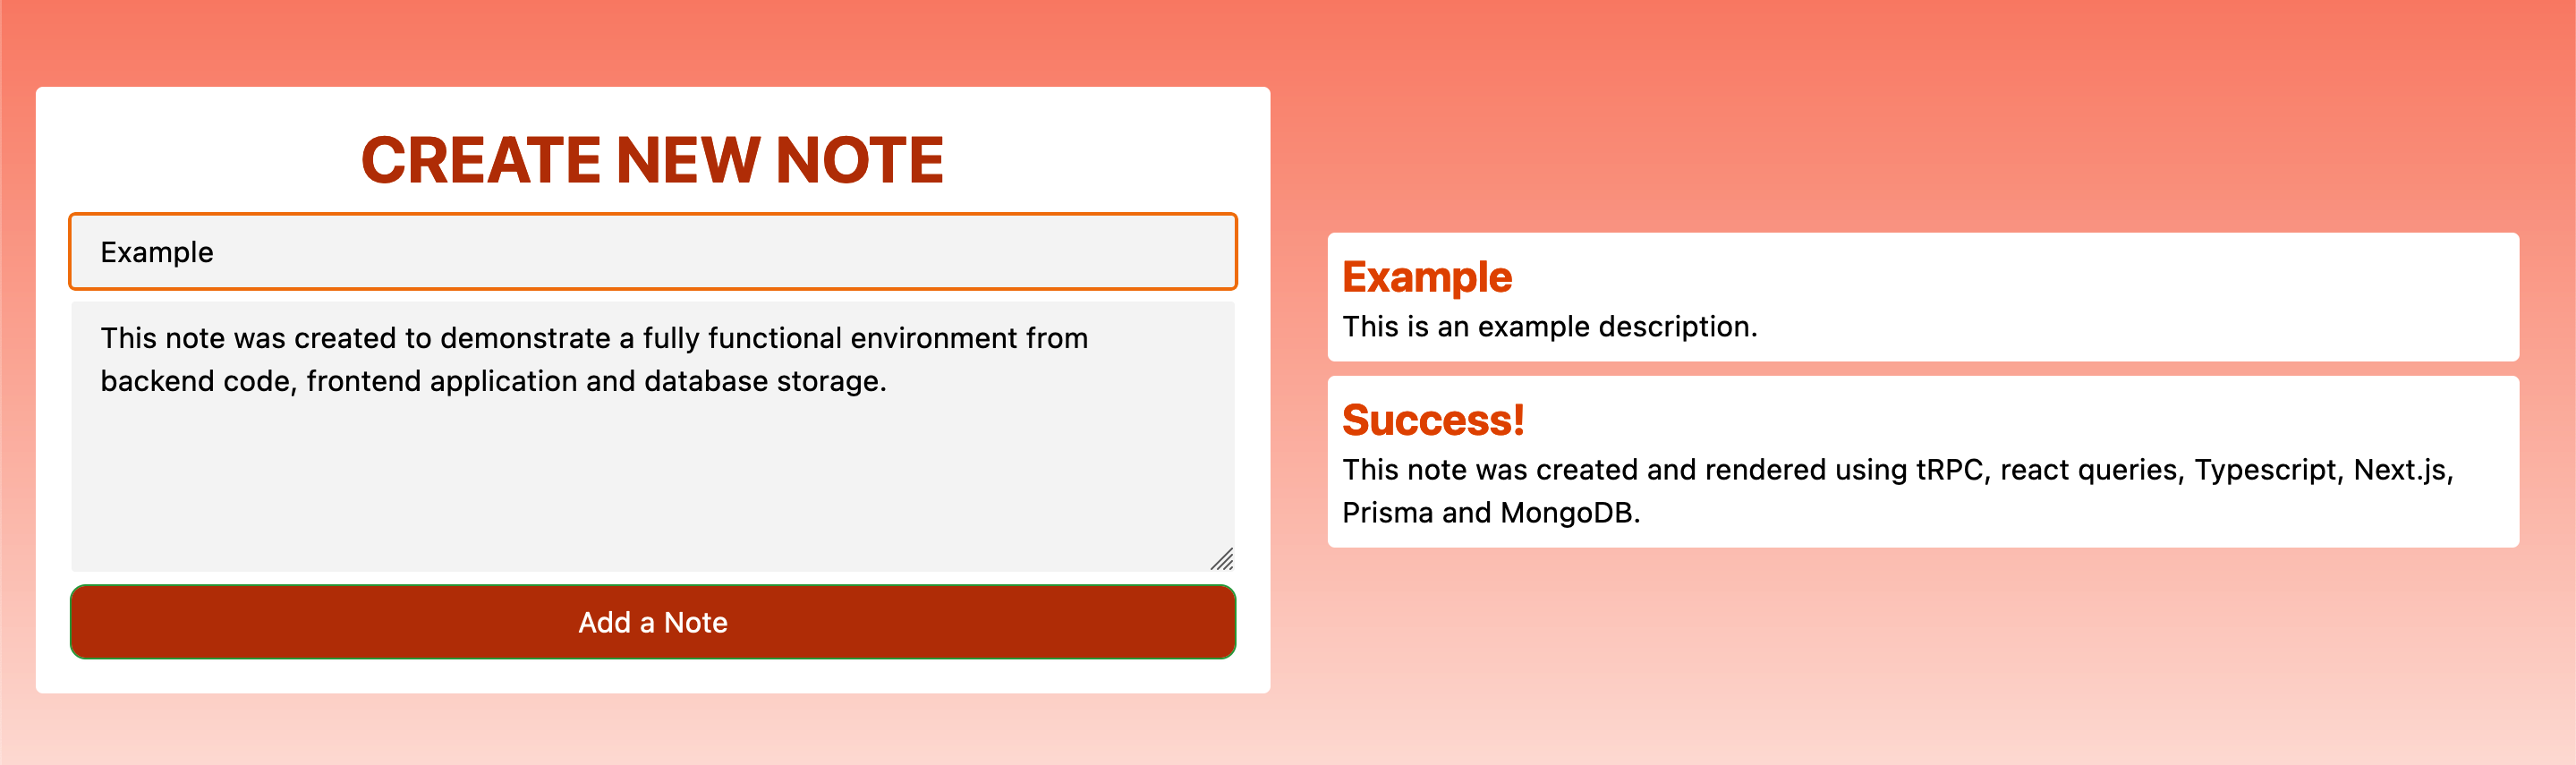 CREATE NEW NOTE
Example
This note was created to demonstrate a fully functional environment from
backend code, frontend application and database storage.
Add a Note
Example
This is an example description.
Success!
This note was created and rendered using tRPC, react queries, Typescript, Next.js,
Prisma and MongoDB.